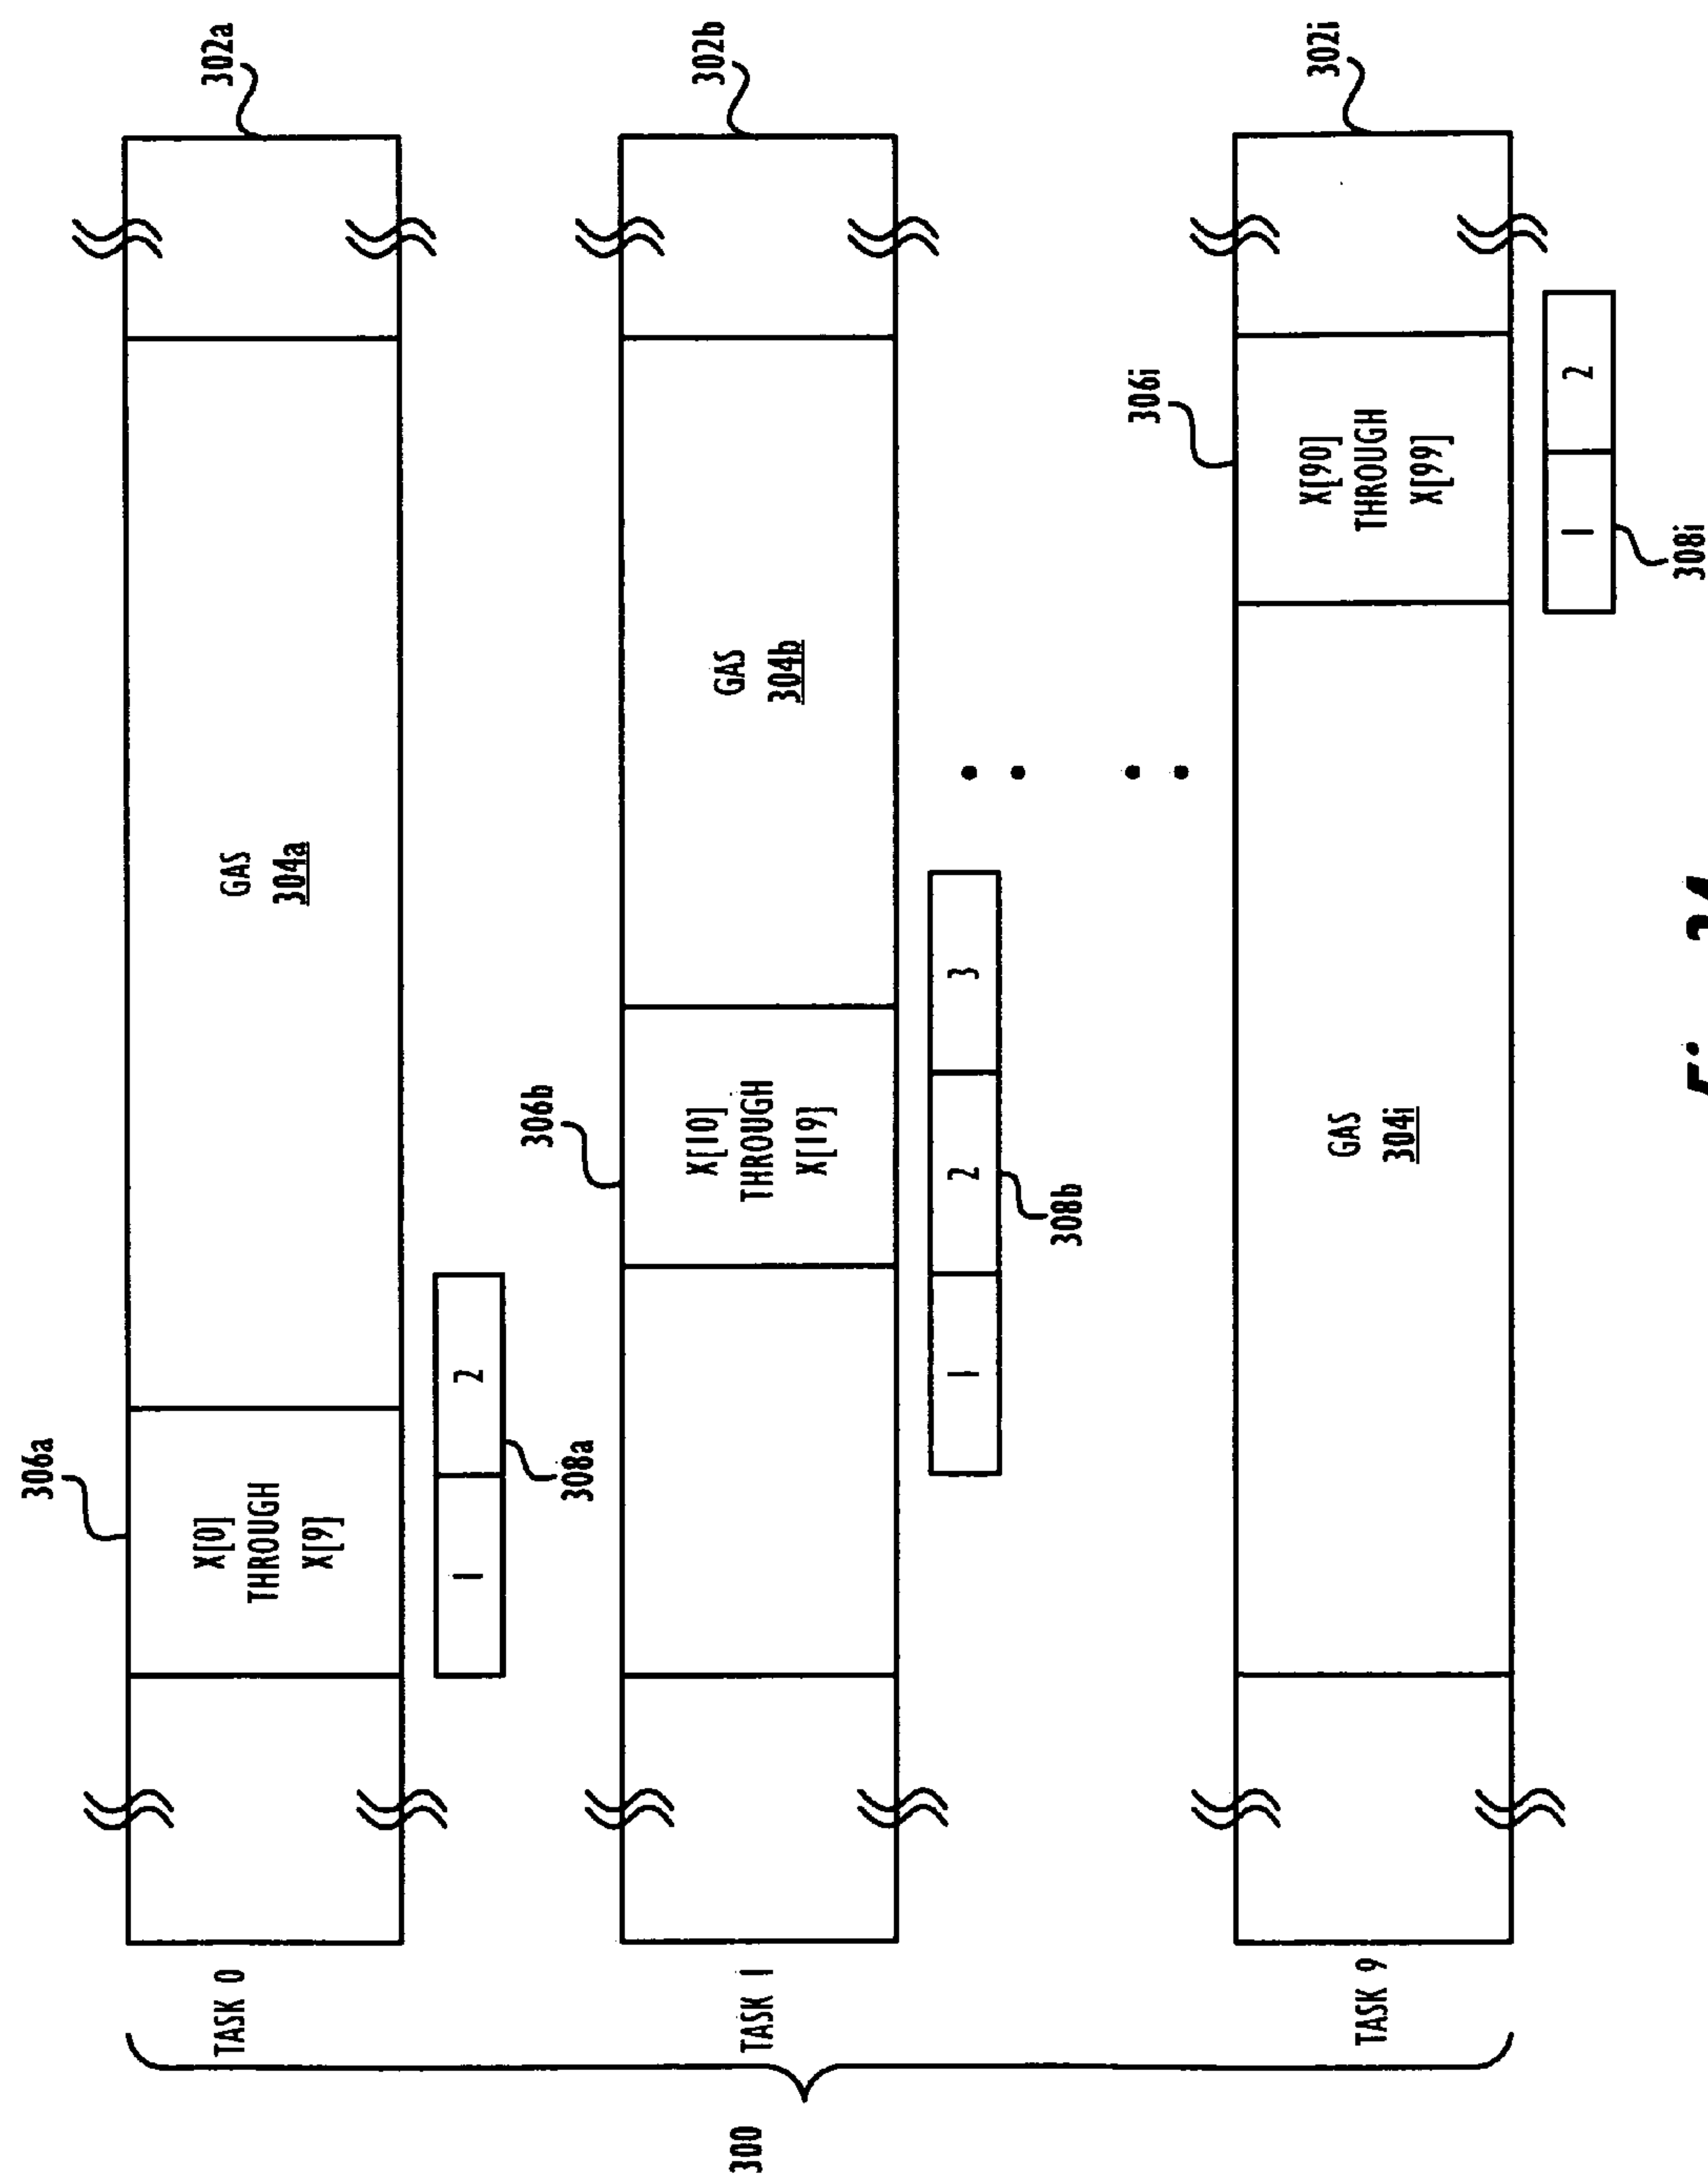 302a
302b
302i
306a
X[0]
THROUGH
X[9]
GAS
304a
1
2
308a
TASK 0
306b
X[10]
THROUGH
X[19]
GAS
304b
1
2
3
308b
TASK 1
306i
GAS
304i
X[90]
THROUGH
X[99]
1
2
308i
TASK 9
300